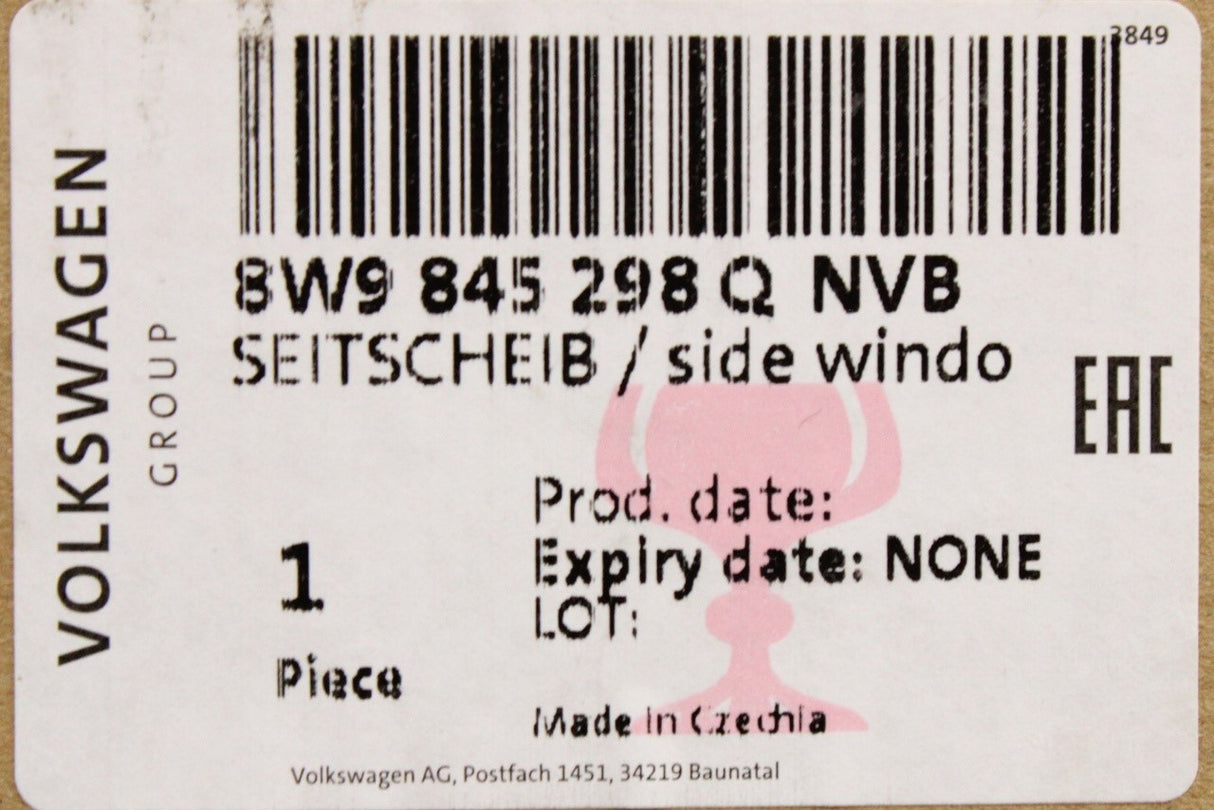 3849
8W9 845 298 Q NVB
SEITSCHEIB / side windo
EAC
VOLKSWAGEN
GROUP
Prod. date:
Expiry date: NONE
LOT:
1
Piece
Made in Czechia
Volkswagen AG, Postfach 1451, 34219 Baunatal